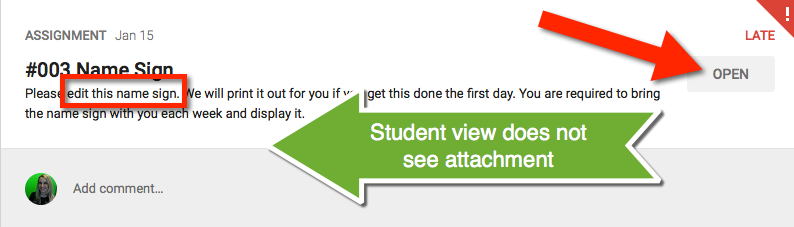 !
ASSIGNMENT Jan 15
LATE
#003 Name Sign
OPEN
Please edit this name sign. We will print it out for you if you get this done the first day. You are required to bring
the name sign with you each week and display it.
Student view does not
see attachment
Add comment...